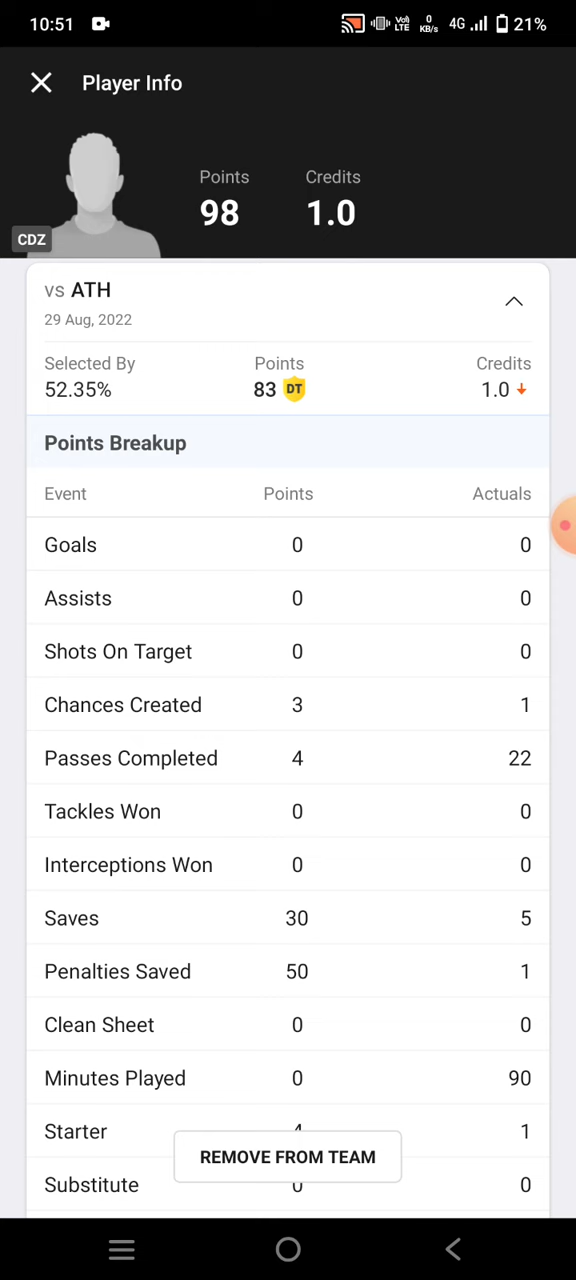 10:51 Vo) LTE 0 KB/s 4G 21%
Player Info
Points Credits
98 1.0
CDZ
vs ATH
29 Aug, 2022
Selected By Points Credits
52.35% 83 DT 1.0
Points Breakup
Event Points Actuals
Goals 0 0
Assists 0 0
Shots On Target 0 0
Chances Created 3 1
Passes Completed 4 22
Tackles Won 0 0
Interceptions Won 0 0
Saves 30 5
Penalties Saved 50 1
Clean Sheet 0 0
Minutes Played 0 90
Starter 4 1
REMOVE FROM TEAM
Substitute 0 0